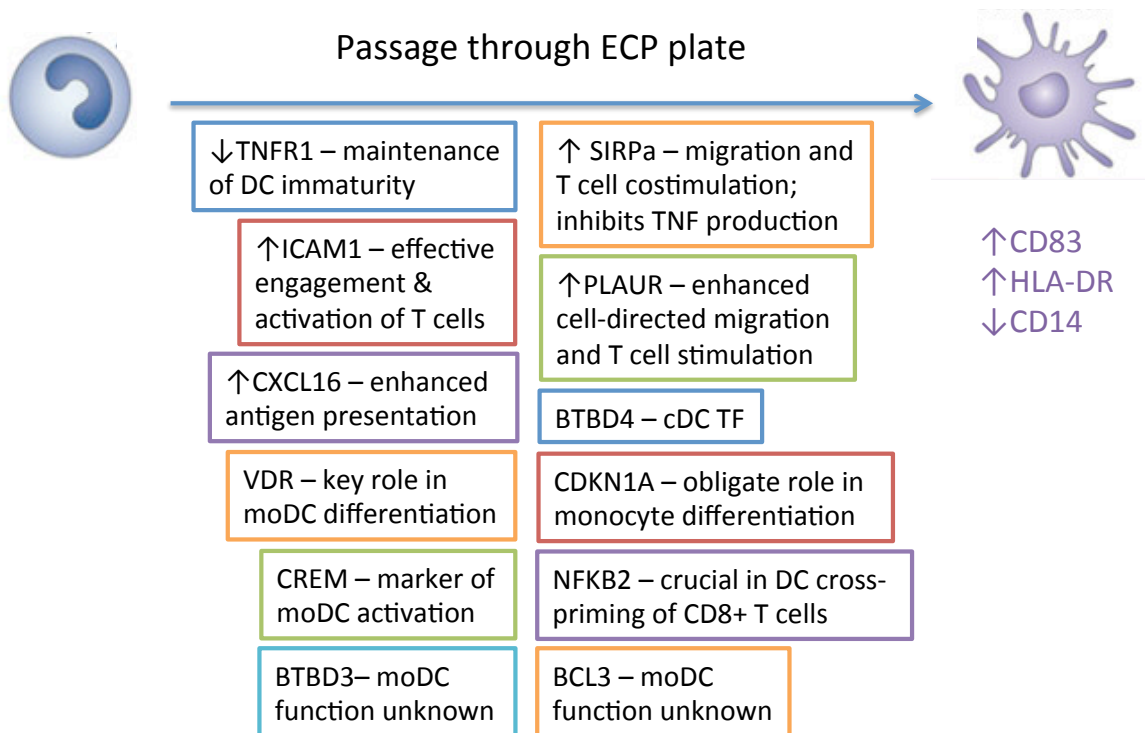 Passage through ECP plate
↓TNFR1 – maintenance
of DC immaturity
↑ICAM1 – effective
engagement &
activation of T cells
↑CXCL16 – enhanced
antigen presentation
VDR – key role in
moDC differentiation
CREM – marker of
moDC activation
BTBD3– moDC
function unknown
↑ SIRPa – migration and
T cell costimulation;
inhibits TNF production
↑PLAUR – enhanced
cell-directed migration
and T cell stimulation
BTBD4 – cDC TF
CDKN1A – obligate role in
monocyte differentiation
NFKB2 – crucial in DC cross-
priming of CD8+ T cells
BCL3 – moDC
function unknown
↑CD83
↑HLA-DR
↓CD14